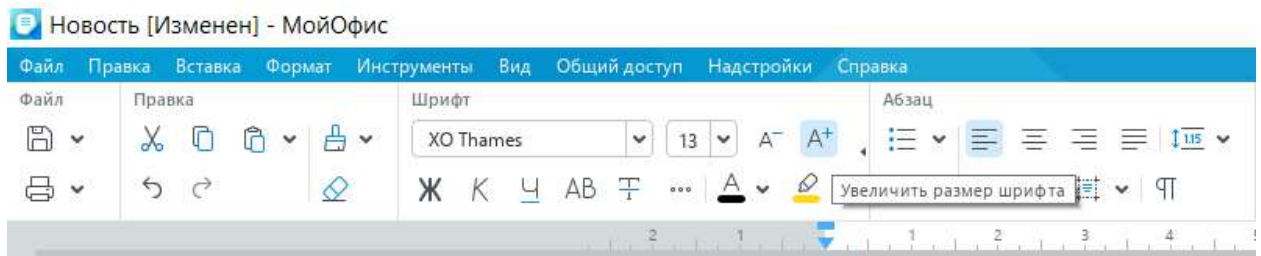 Новость [Изменен] - МойОфис
Файл Правка Вставка Формат Инструменты Вид Общий доступ Надстройки Справка
Файл Правка Шрифт Абзац
XO Thames 13 A⁻ A⁺ 1.15
Ж К Ч АВ Т А Увеличить размер шрифта ¶
2 1 1 2 3 4 5